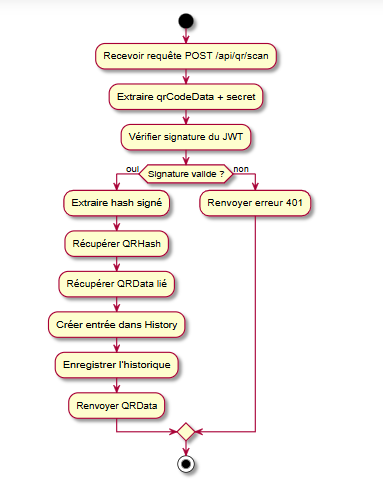 Recevoir requête POST /api/qr/scan
Extraire qrCodeData + secret
Vérifier signature du JWT
oui
Signature valide ?
non
Extraire hash signé
Renvoyer erreur 401
Récupérer QRHash
Récupérer QRData lié
Créer entrée dans History
Enregistrer l'historique
Renvoyer QRData